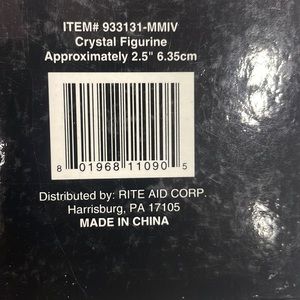 ITEM# 933131-MMIV
Crystal Figurine
Approximately 2.5" 6.35cm
8 01968 11090 5
Distributed by: RITE AID CORP.
Harrisburg, PA 17105
MADE IN CHINA